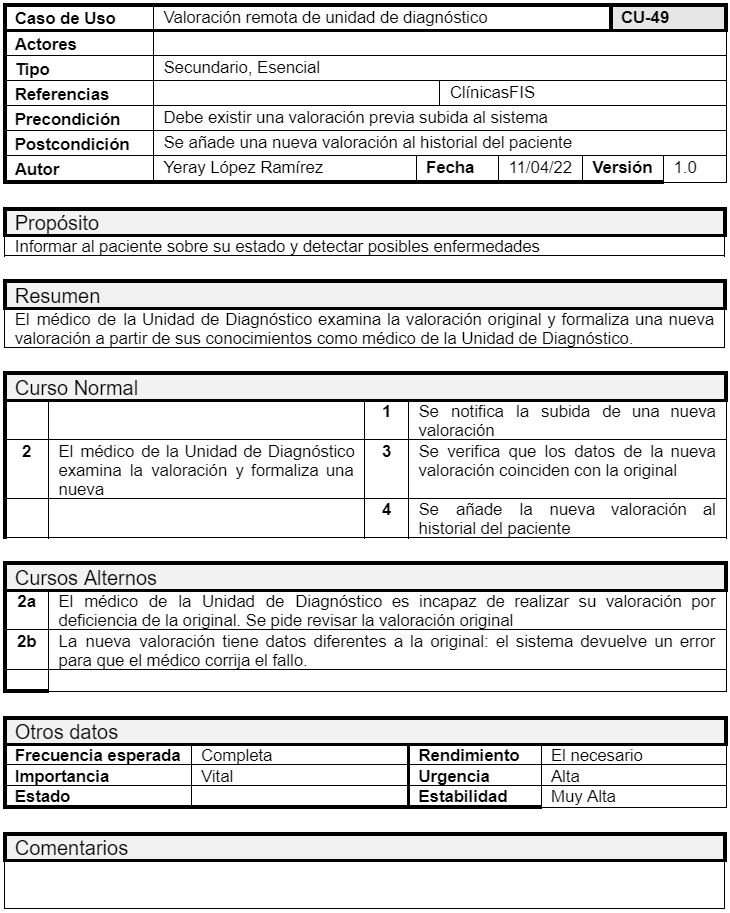 Caso de Uso Valoración remota de unidad de diagnóstico CU-49
Actores
Tipo Secundario, Esencial
Referencias ClínicasFIS
Precondición Debe existir una valoración previa subida al sistema
Postcondición Se añade una nueva valoración al historial del paciente
Autor Yeray López Ramírez Fecha 11/04/22 Versión 1.0
Propósito
Informar al paciente sobre su estado y detectar posibles enfermedades
Resumen
El médico de la Unidad de Diagnóstico examina la valoración original y formaliza una nueva
valoración a partir de sus conocimientos como médico de la Unidad de Diagnóstico.
Curso Normal
1 Se notifica la subida de una nueva
valoración
2 El médico de la Unidad de Diagnóstico
examina la valoración y formaliza una
nueva
3 Se verifica que los datos de la nueva
valoración coinciden con la original
4 Se añade la nueva valoración al
historial del paciente
Cursos Alternos
2a El médico de la Unidad de Diagnóstico es incapaz de realizar su valoración por
deficiencia de la original. Se pide revisar la valoración original
2b La nueva valoración tiene datos diferentes a la original: el sistema devuelve un error
para que el médico corrija el fallo.
Otros datos
Frecuencia esperada Completa Rendimiento El necesario
Importancia Vital Urgencia Alta
Estado Estabilidad Muy Alta
Comentarios